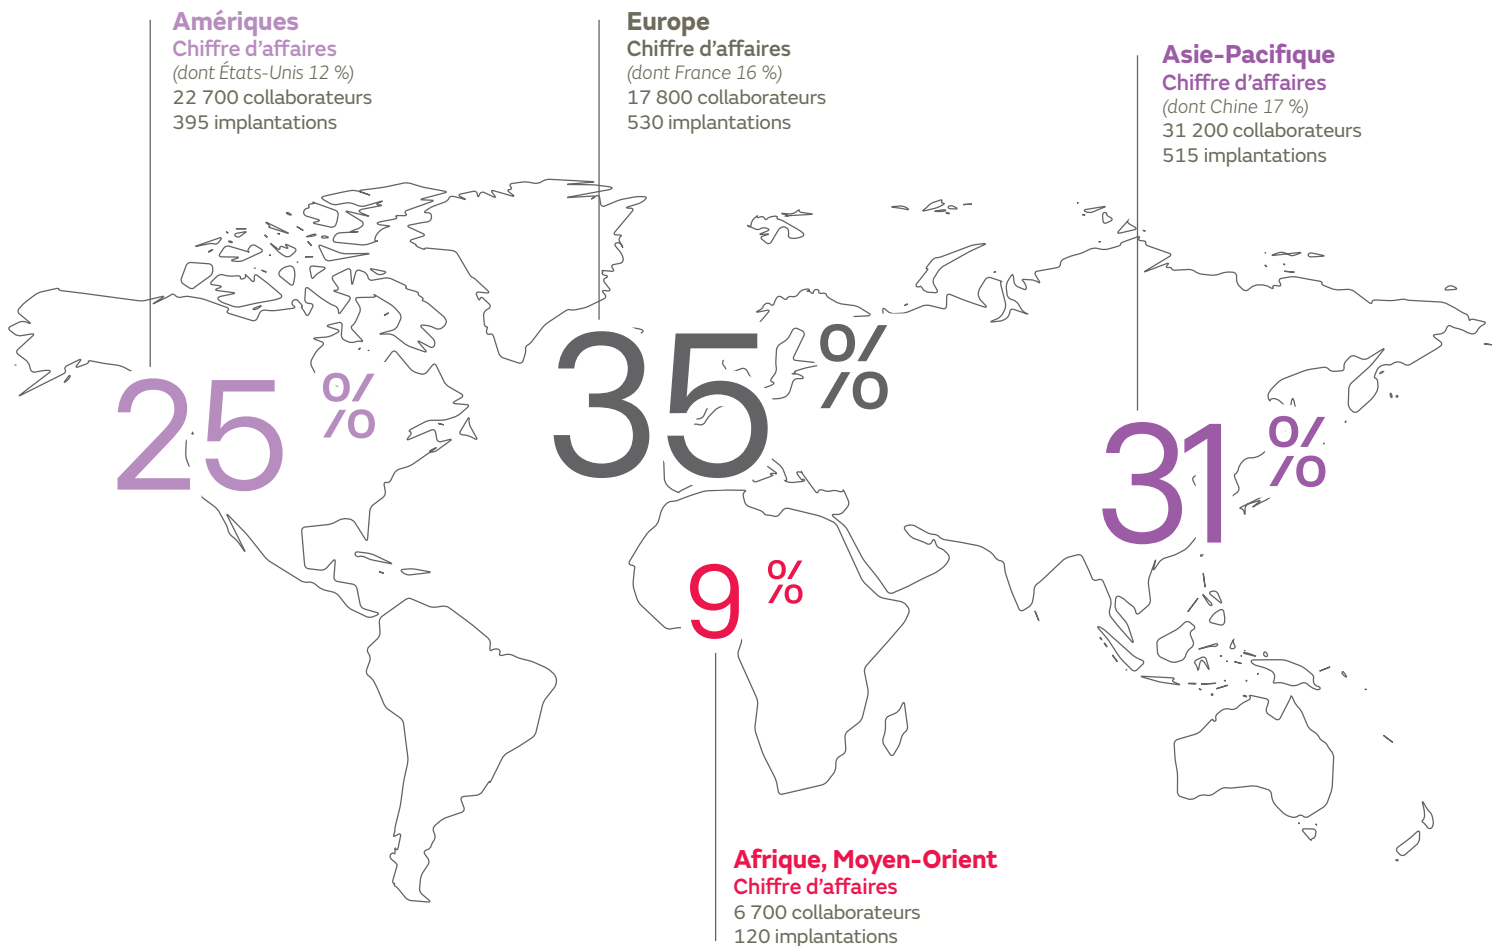 Amériques
Chiffre d'affaires
(dont États-Unis 12 %)
22 700 collaborateurs
395 implantations
Europe
Chiffre d'affaires
(dont France 16 %)
17 800 collaborateurs
530 implantations
Asie-Pacifique
Chiffre d'affaires
(dont Chine 17 %)
31 200 collaborateurs
515 implantations
25 %
35 %
31 %
9 %
Afrique, Moyen-Orient
Chiffre d'affaires
6 700 collaborateurs
120 implantations